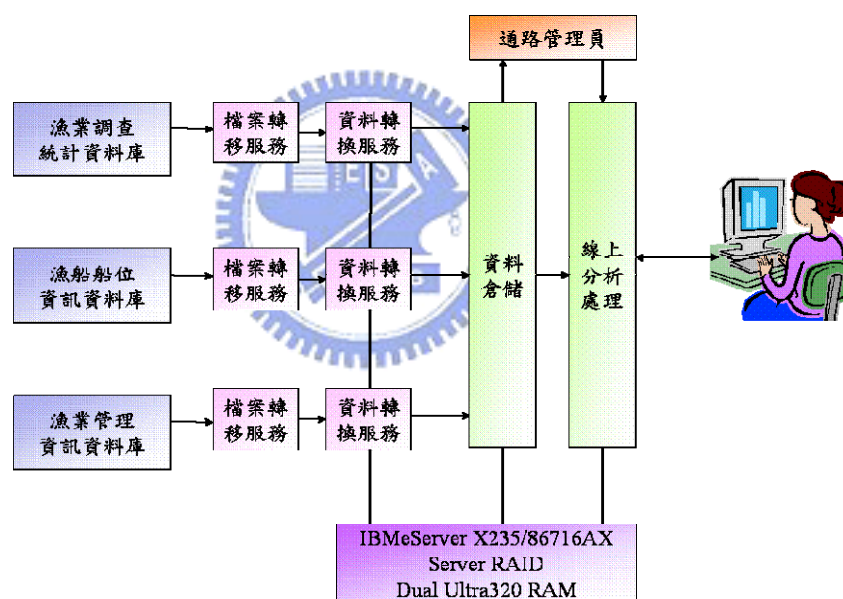 通路管理員
漁業調查
統計資料庫
檔案轉
移服務
資料轉
換服務
漁船船位
資訊資料庫
檔案轉
移服務
資料轉
換服務
資料
倉儲
線上
分析
處理
漁業管理
資訊資料庫
檔案轉
移服務
資料轉
換服務
IBMeServer X235/86716AX
Server RAID
Dual Ultra320 RAM